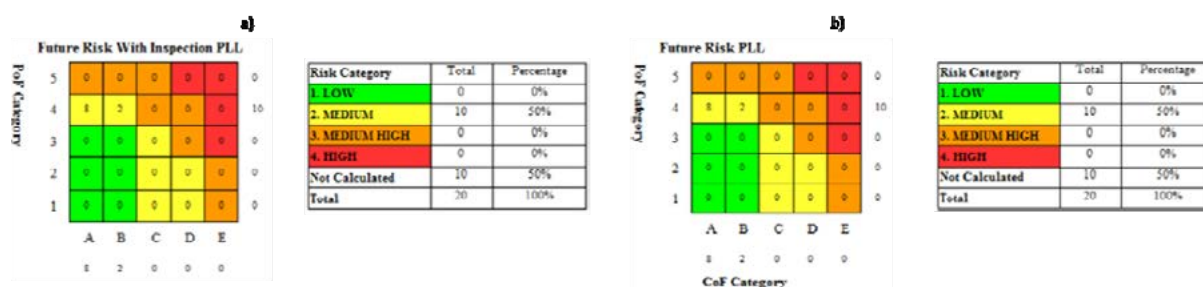 a)
Future Risk With Inspection PLL
PoF Category
5 0 0 0 0 0 0
4 8 2 0 0 0 10
3 0 0 0 0 0 0
2 0 0 0 0 0 0
1 0 0 0 0 0 0
A B C D E
8 2 0 0 0
Risk Category Total Percentage
1. LOW 0 0%
2. MEDIUM 10 50%
3. MEDIUM HIGH 0 0%
4. HIGH 0 0%
Not Calculated 10 50%
Total 20 100%
b)
Future Risk PLL
PoF Category
5 0 0 0 0 0 0
4 8 2 0 0 0 10
3 0 0 0 0 0 0
2 0 0 0 0 0 0
1 0 0 0 0 0 0
A B C D E
8 2 0 0 0
CoF Category
Risk Category Total Percentage
1. LOW 0 0%
2. MEDIUM 10 50%
3. MEDIUM HIGH 0 0%
4. HIGH 0 0%
Not Calculated 10 50%
Total 20 100%